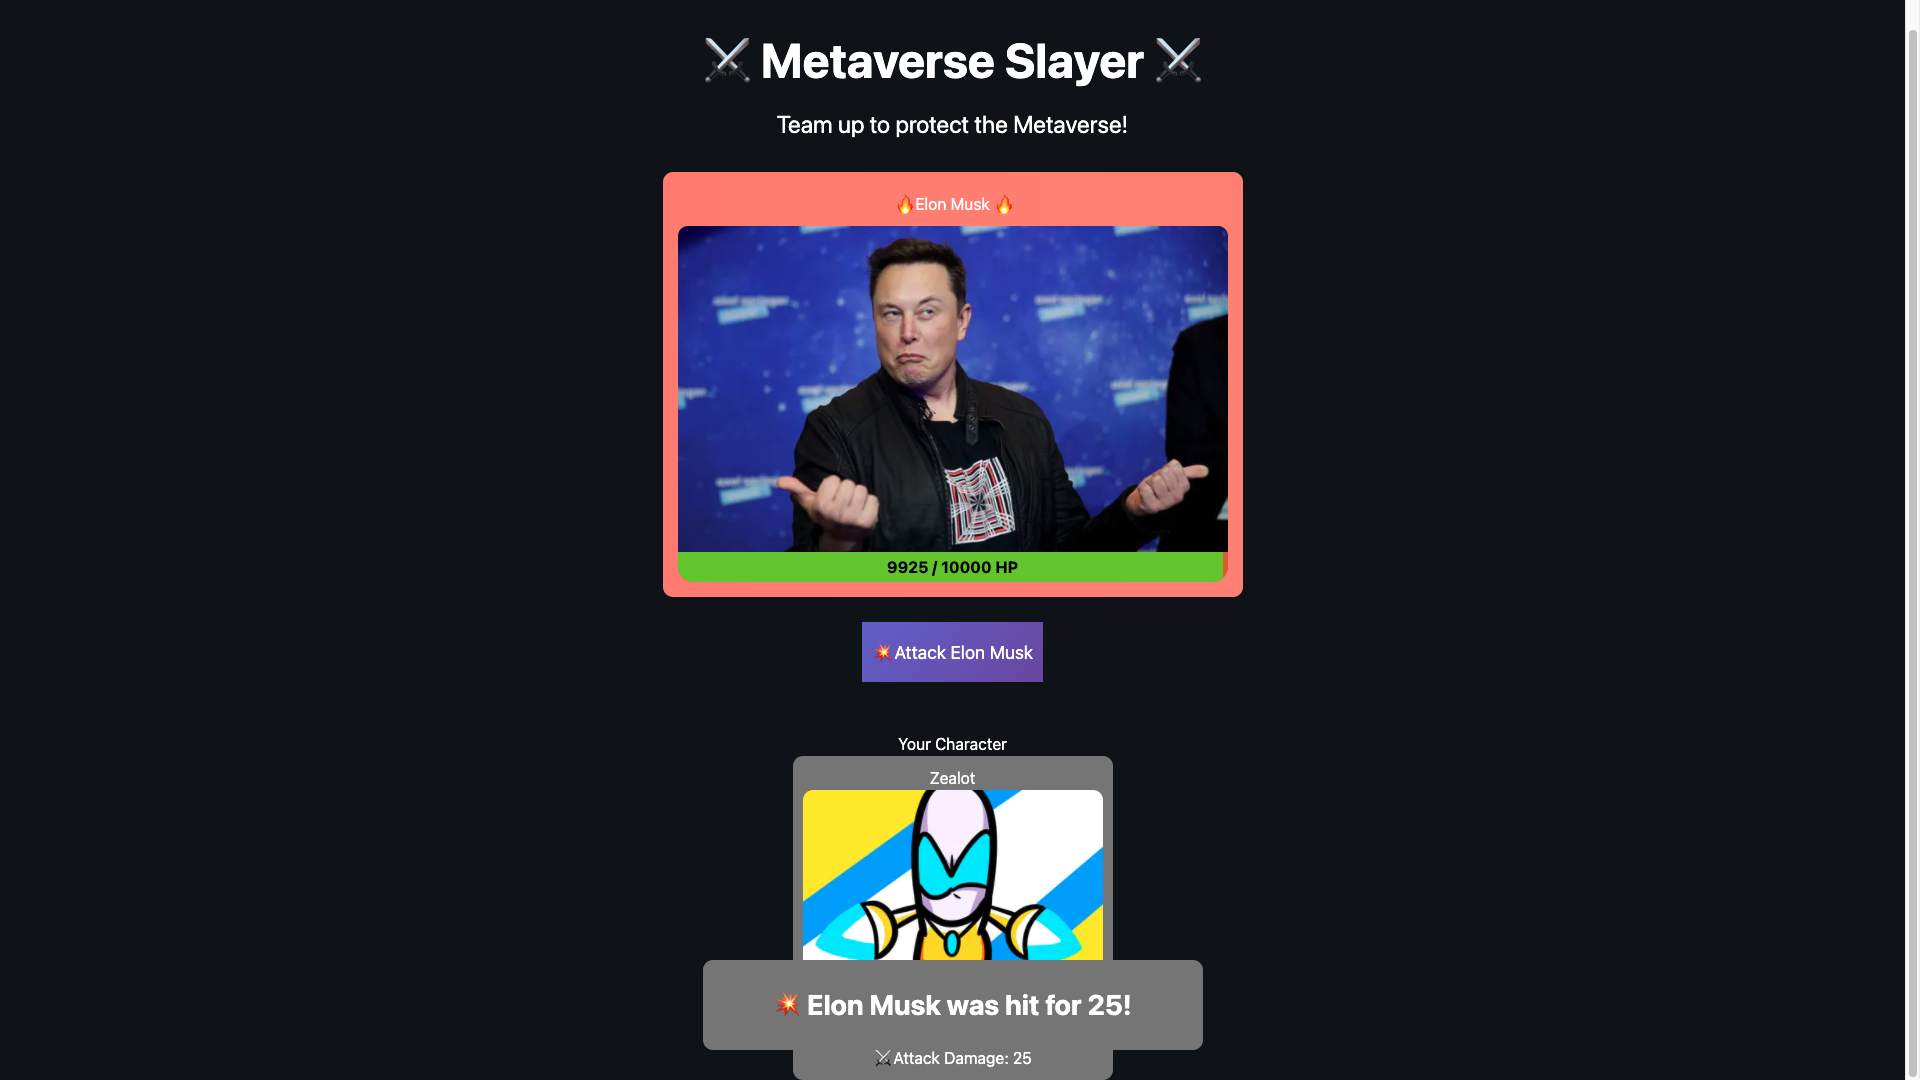 ⚔️ Metaverse Slayer ⚔️
Team up to protect the Metaverse!
🔥Elon Musk 🔥
9925 / 10000 HP
💥Attack Elon Musk
Your Character
Zealot
💥 Elon Musk was hit for 25!
⚔️Attack Damage: 25